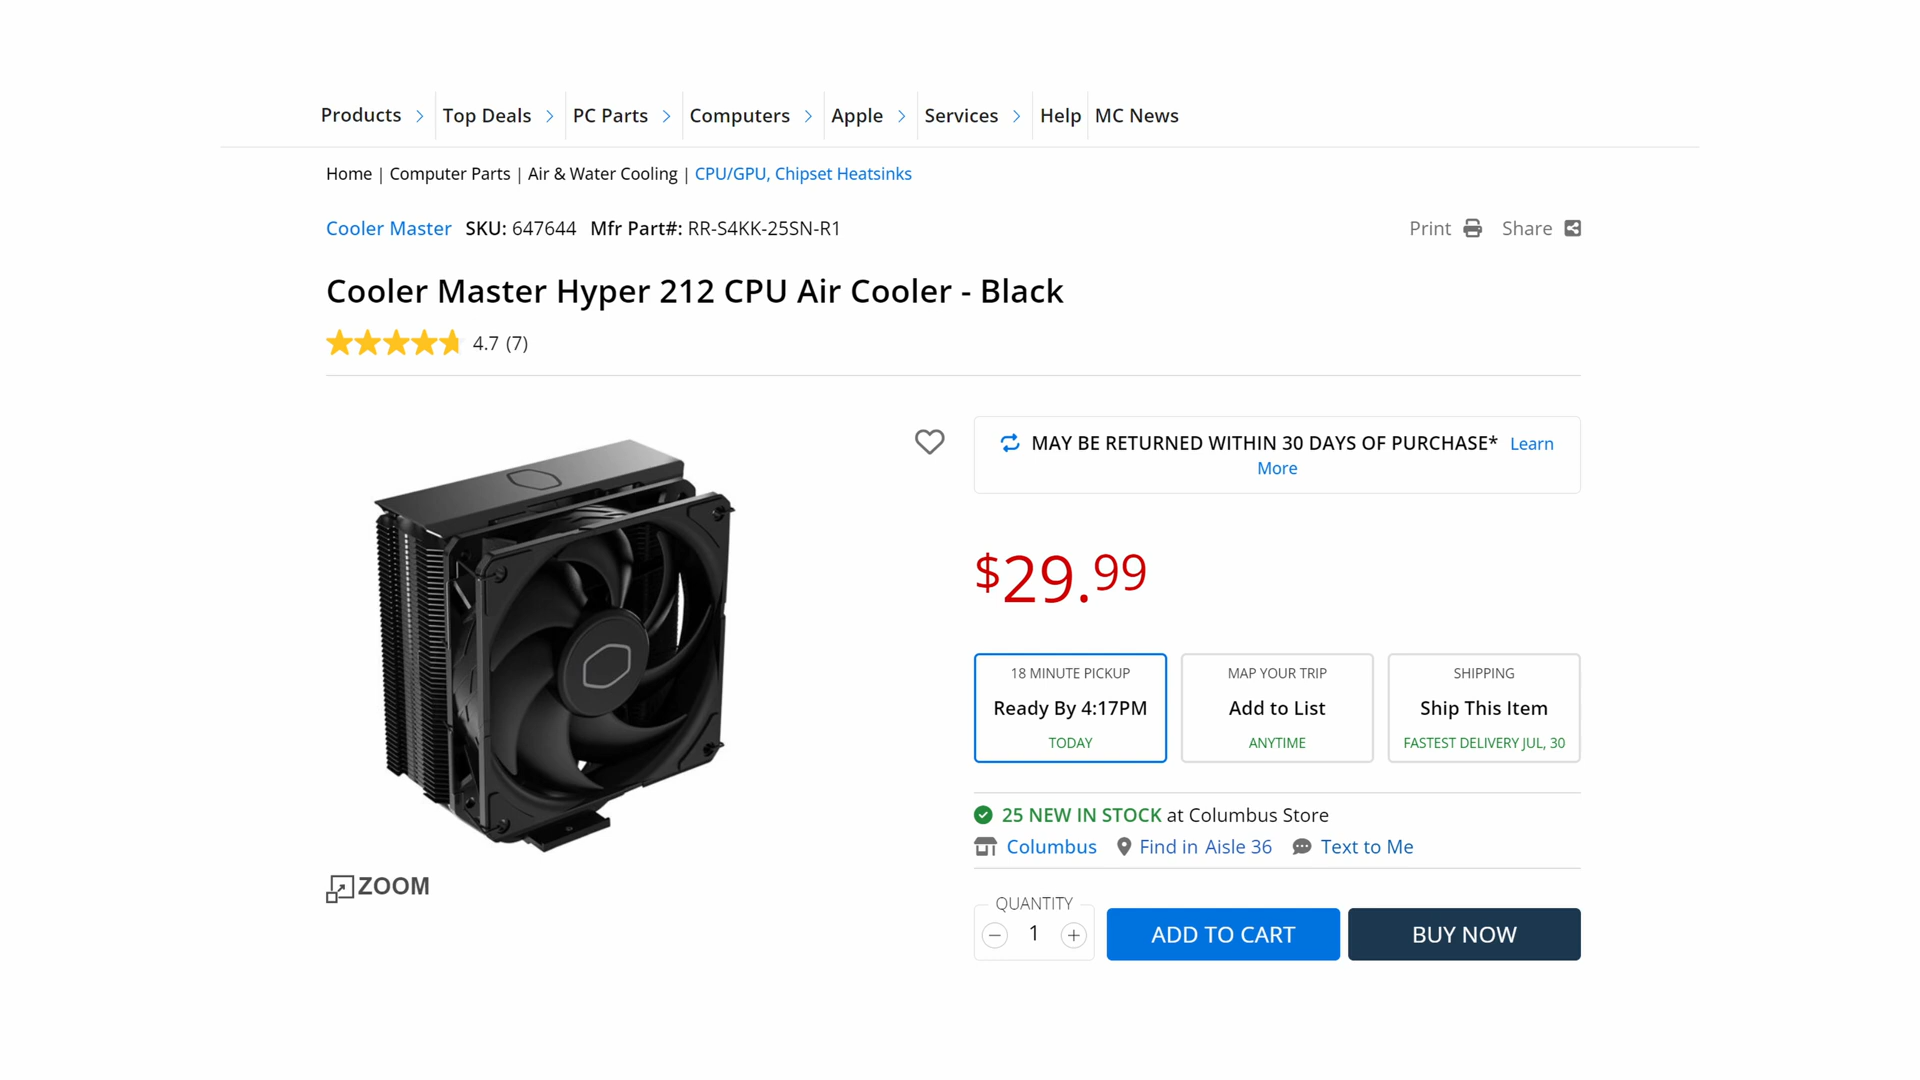 Products Top Deals PC Parts Computers Apple Services Help MC News
Home | Computer Parts | Air & Water Cooling | CPU/GPU, Chipset Heatsinks
Cooler Master SKU: 647644 Mfr Part#: RR-S4KK-25SN-R1
Print Share
Cooler Master Hyper 212 CPU Air Cooler - Black
4.7 (7)
MAY BE RETURNED WITHIN 30 DAYS OF PURCHASE* Learn
More
$29.99
18 MINUTE PICKUP
Ready By 4:17PM
TODAY
MAP YOUR TRIP
Add to List
ANYTIME
SHIPPING
Ship This Item
FASTEST DELIVERY JUL, 30
25 NEW IN STOCK at Columbus Store
Columbus Find in Aisle 36 Text to Me
ZOOM
QUANTITY
1
ADD TO CART
BUY NOW